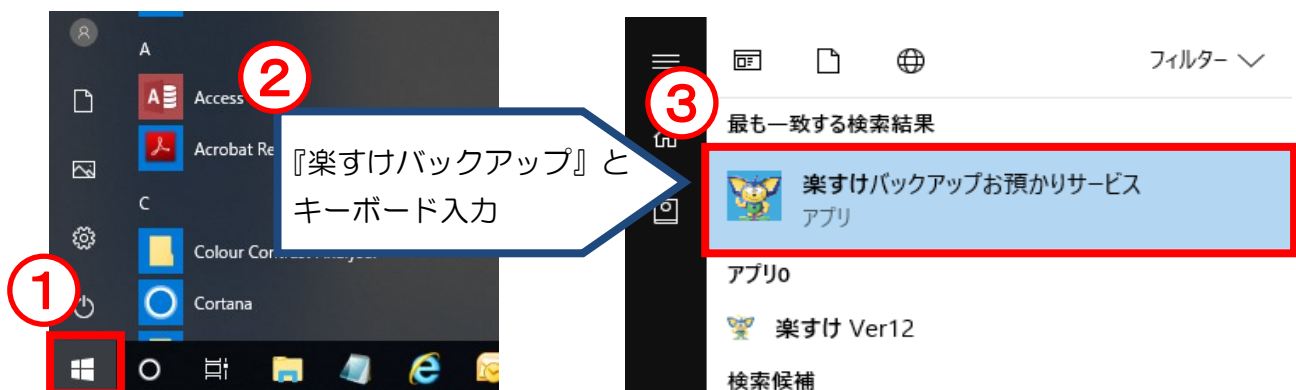 ①
A
Access
Acrobat Re
C
Colour Con
Cortana
②
『楽すけバックアップ』と
キーボード入力
③
フィルター
最も一致する検索結果
楽すけバックアップお預かりサービス
アプリ
アプリ0
楽すけ Ver12
検索候補